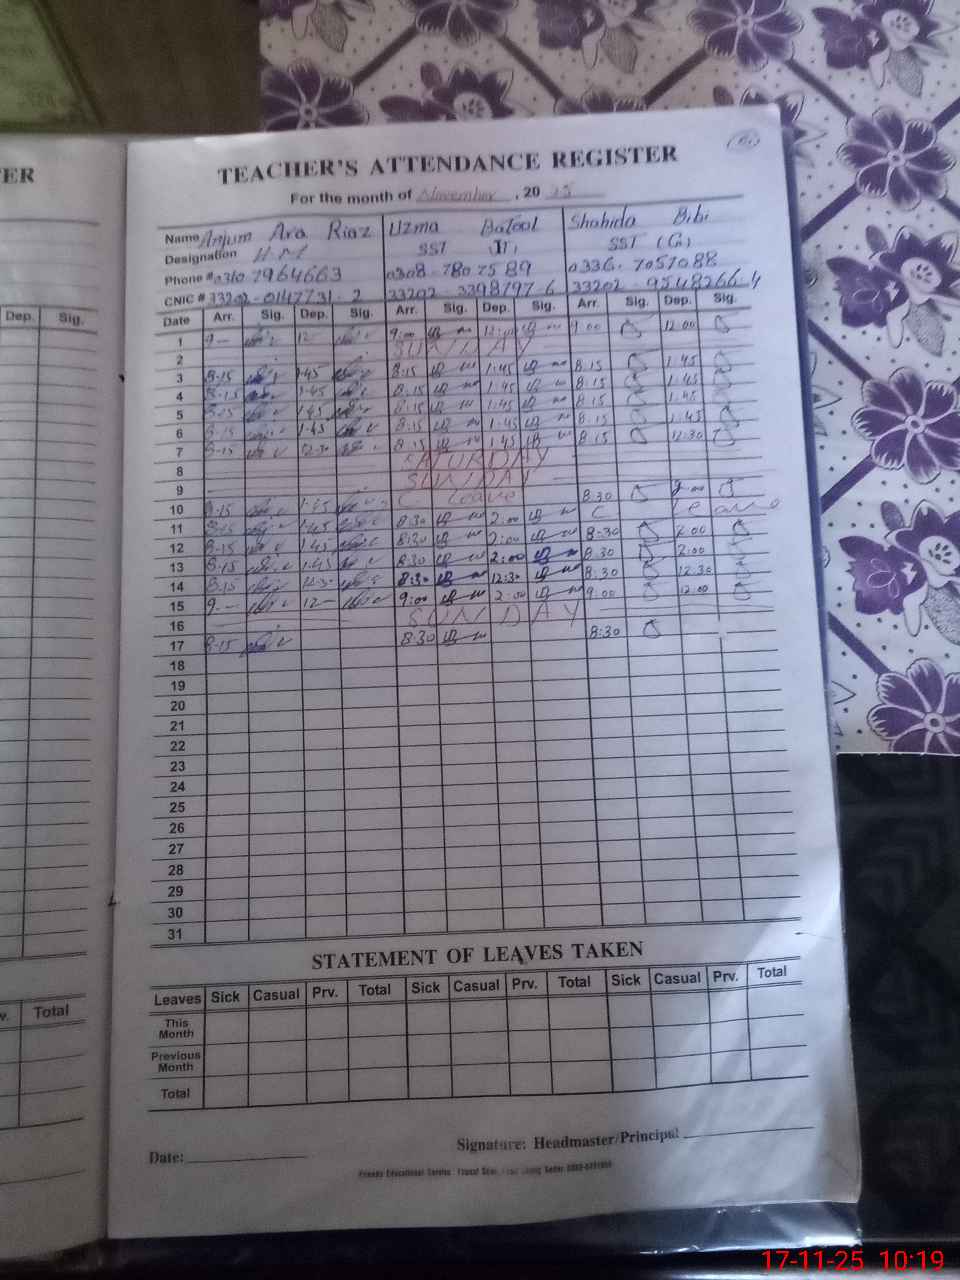 ER
TEACHER'S ATTENDANCE REGISTER
For the month of November, 20 25
Name Anjum Ara Riaz Uzma Batool Shahida Bibi
Designation H.M SST SST (G)
Phone # 0310 7964663 0308-7807589 0336.7057088
CNIC # 33202-0147731-2 33202-3398797-6 33202-9548266-4
Dep. Sig.
Date Arr. Sig. Dep. Sig. Arr. Sig. Dep. Sig. Arr. Sig. Dep. Sig.
1 9- 12- 9:00 9:00 12:00
2 SUNDAY
3 8-15 1-45 8:15 1:45 8:15 1:45
4 8-15 1-45 8:15 1:45 8:15 1:45
5 8-15 1-45 8:15 1:45 8:15 1:45
6 8-15 1-45 8:15 1:45 8:15 1:45
7 8-15 12-30 8:15 1:45 8:15 12:30
8 SATURDAY
9 SUNDAY
10 8-15 1-45 C leave 8:30
11 8-15 1-45 8:30 2:00 C leave
12 8-15 1-45 8:30 2:00 8:30 2:00
13 8-15 1-45 8:30 2:00 8:30 2:00
14 8-15 8:30 12:30 8:30 12:30
15 9- 12- 9:00 2:00 9:00 12:00
16 SUNDAY
17 8-15 8:30 8:30
18
19
20
21
22
23
24
25
26
27
28
29
30
31
STATEMENT OF LEAVES TAKEN
v. Total
Leaves Sick Casual Prv. Total Sick Casual Prv. Total Sick Casual Prv. Total
This
Month
Previous
Month
Total
Date:
Signature: Headmaster/Principal
17-11-25 10:19